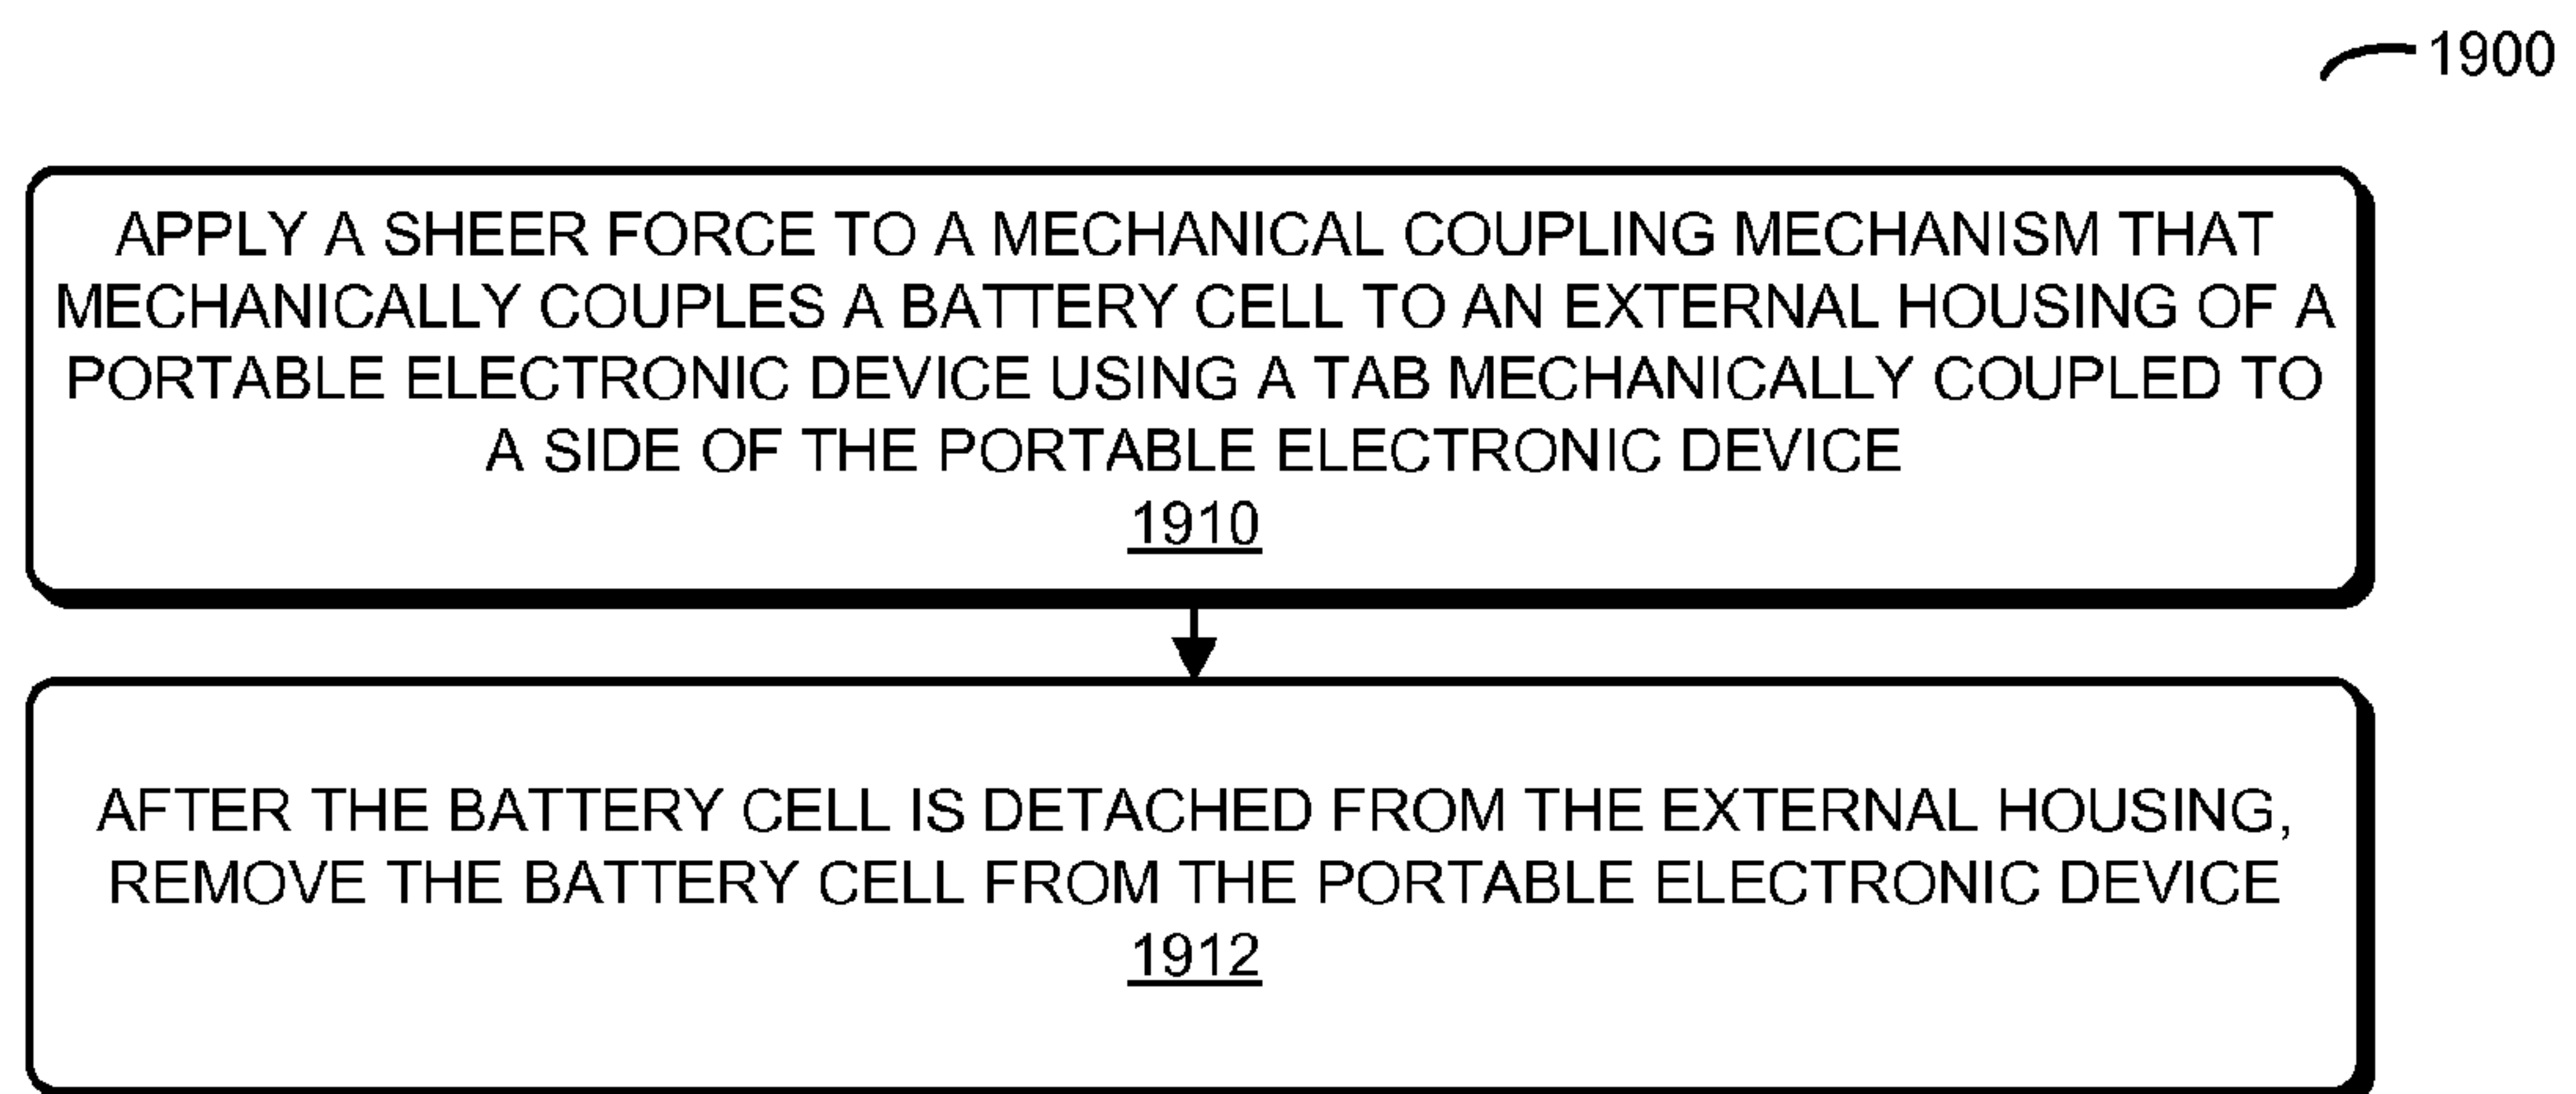 1900
APPLY A SHEER FORCE TO A MECHANICAL COUPLING MECHANISM THAT
MECHANICALLY COUPLES A BATTERY CELL TO AN EXTERNAL HOUSING OF A
PORTABLE ELECTRONIC DEVICE USING A TAB MECHANICALLY COUPLED TO
A SIDE OF THE PORTABLE ELECTRONIC DEVICE
1910
AFTER THE BATTERY CELL IS DETACHED FROM THE EXTERNAL HOUSING,
REMOVE THE BATTERY CELL FROM THE PORTABLE ELECTRONIC DEVICE
1912